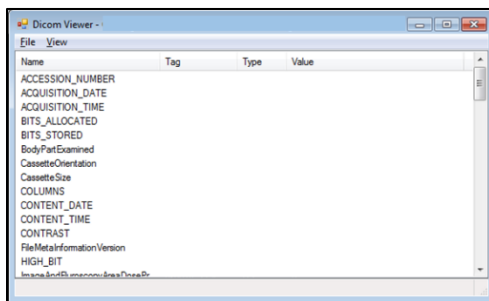 Dicom Viewer -
File View
Name Tag Type Value
ACCESSION_NUMBER
ACQUISITION_DATE
ACQUISITION_TIME
BITS_ALLOCATED
BITS_STORED
BodyPartExamined
CassetteOrientation
CassetteSize
COLUMNS
CONTENT_DATE
CONTENT_TIME
CONTRAST
FileMetaInformationVersion
HIGH_BIT